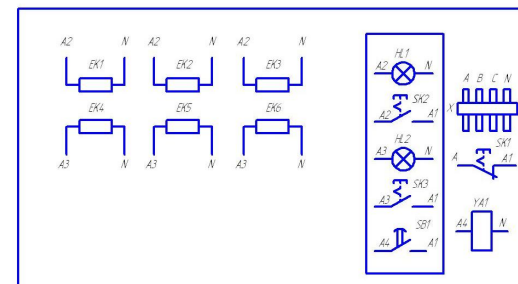 A2 N A2 N A2 N
EK1 EK2 EK3
EK4 EK5 EK6
A3 N A3 N A3 N
HL1
A2 N
SK2
A2 A1
HL2
A3 N
SK3
A3 A1
SB1
A4 A1
A B C N
X
SK1
A A1
YA1
A4 N